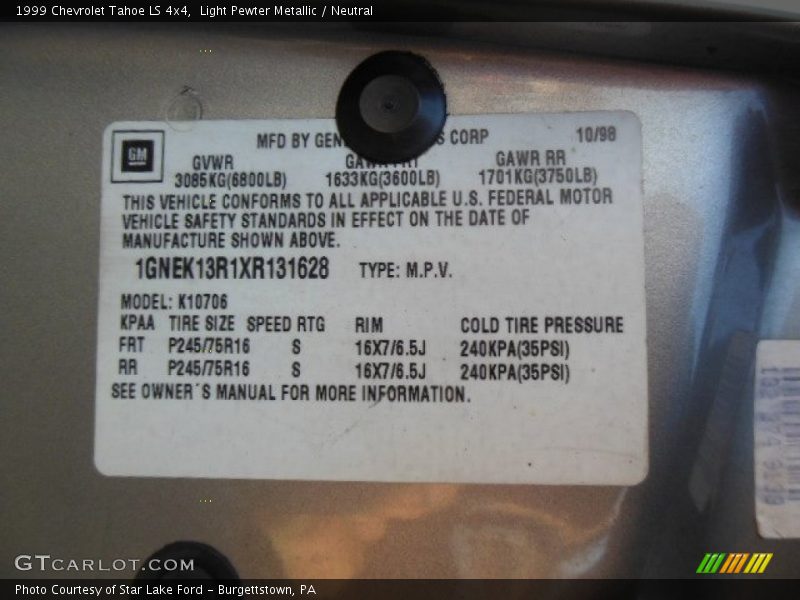 1999 Chevrolet Tahoe LS 4x4,  Light Pewter Metallic / Neutral
MFD BY GEN S CORP 10/98
GM
GVWR GAWR FRT GAWR RR
3085KG(6800LB) 1633KG(3600LB) 1701KG(3750LB)
THIS VEHICLE CONFORMS TO ALL APPLICABLE U.S. FEDERAL MOTOR
VEHICLE SAFETY STANDARDS IN EFFECT ON THE DATE OF
MANUFACTURE SHOWN ABOVE.
1GNEK13R1XR131628 TYPE: M.P.V.
MODEL: K10706
KPAA TIRE SIZE SPEED RTG RIM COLD TIRE PRESSURE
FRT P245/75R16 S 16X7/6.5J 240KPA(35PSI)
RR P245/75R16 S 16X7/6.5J 240KPA(35PSI)
SEE OWNER´S MANUAL FOR MORE INFORMATION.
GTCARLOT.COM
Photo Courtesy of Star Lake Ford - Burgettstown, PA